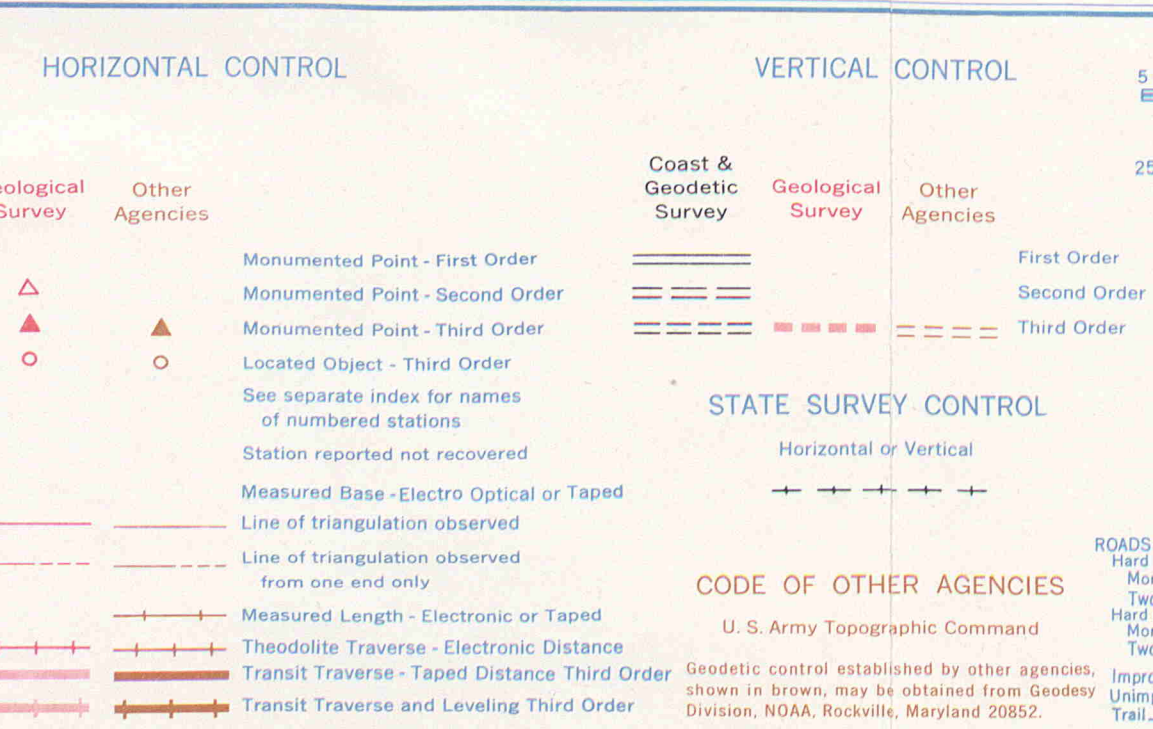 HORIZONTAL CONTROL
Other
Agencies
Survey
Monumented Point - First Order
Monumented Point - Second Order
Monumented Point - Third Order
Located Object - Third Order
See separate index for names
of numbered stations
Station reported not recovered
Measured Base - Electro Optical or Taped
Line of triangulation observed
Line of triangulation observed
from one end only
Measured Length - Electronic or Taped
Theodolite Traverse - Electronic Distance
Transit Traverse - Taped Distance Third Order
Transit Traverse and Leveling Third Order
VERTICAL CONTROL
Coast &
Geodetic
Survey
Geological
Survey
Other
Agencies
First Order
Second Order
Third Order
STATE SURVEY CONTROL
Horizontal or Vertical
CODE OF OTHER AGENCIES
U. S. Army Topographic Command
Geodetic control established by other agencies,
shown in brown, may be obtained from Geodesy
Division, NOAA, Rockville, Maryland 20852.
5
25
ROADS
Hard
Hard
Trail